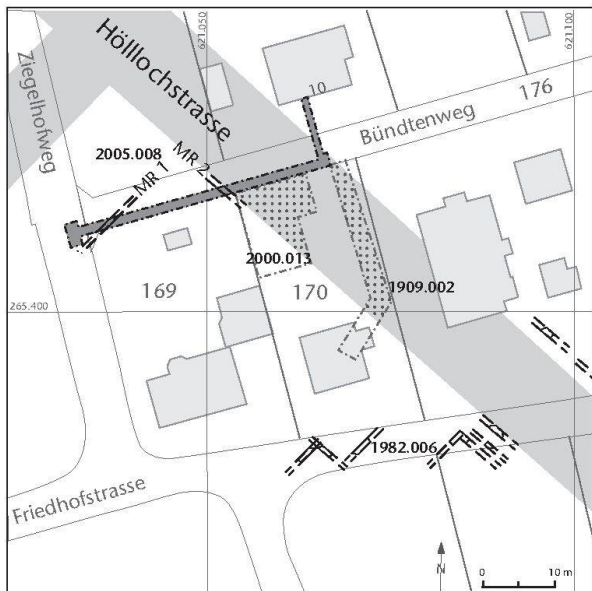 621.050
621.100
Hölllochstrasse
Ziegelhofweg
10
176
Bündtenweg
2005.008
MR 2
MR 1
2000.013
169
170
1909.002
265.400
1982.006
Friedhofstrasse
N
0 10 m